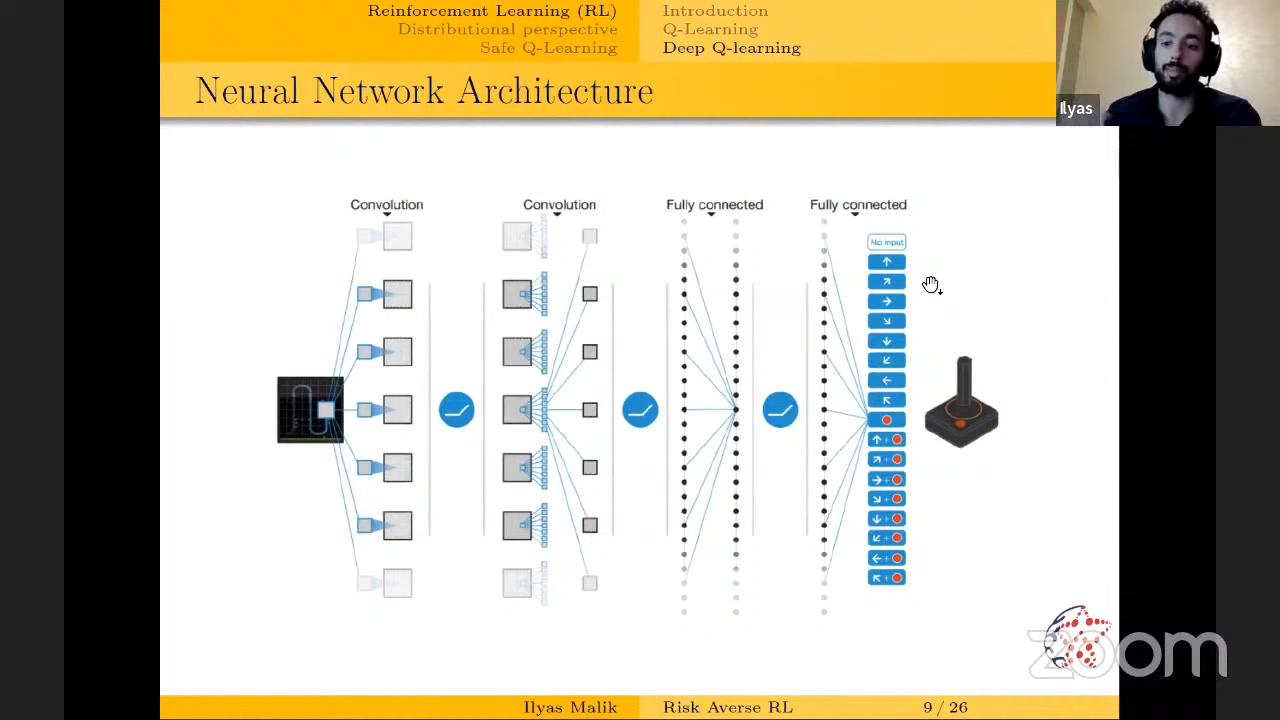 Reinforcement Learning (RL)
Distributional perspective
Safe Q-Learning
Introduction
Q-Learning
Deep Q-learning
Neural Network Architecture
Ilyas
Convolution
Convolution
Fully connected
Fully connected
No input
zoom
Ilyas Malik
Risk Averse RL
9 / 26